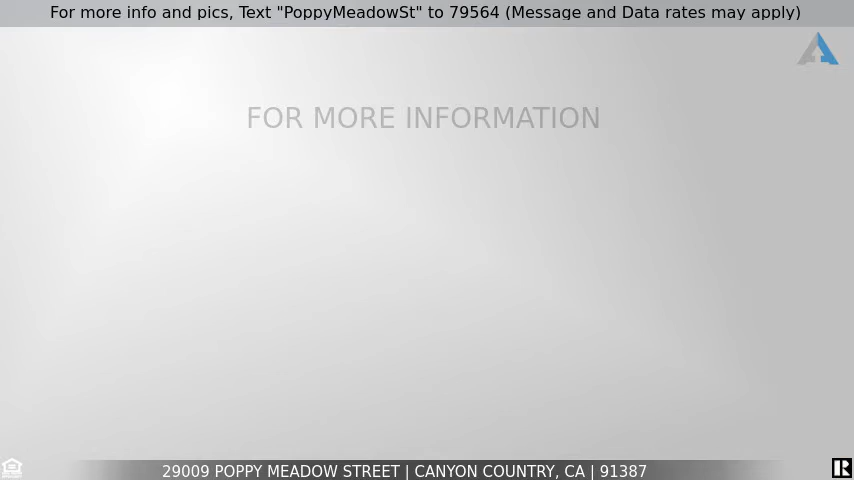 For more info and pics, Text "PoppyMeadowSt" to 79564 (Message and Data rates may apply)
FOR MORE INFORMATION
29009 POPPY MEADOW STREET | CANYON COUNTRY, CA | 91387